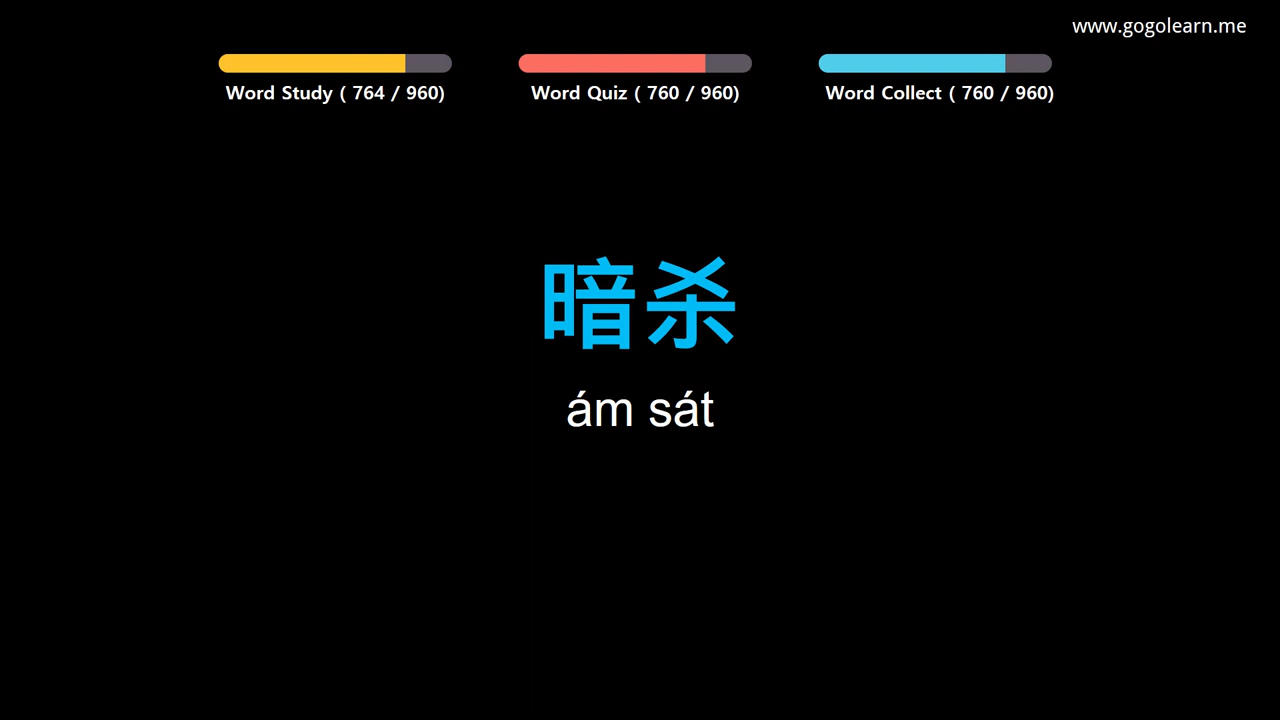 www.gogolearn.me
Word Study ( 764 / 960)
Word Quiz ( 760 / 960)
Word Collect ( 760 / 960)
暗杀
ám sát